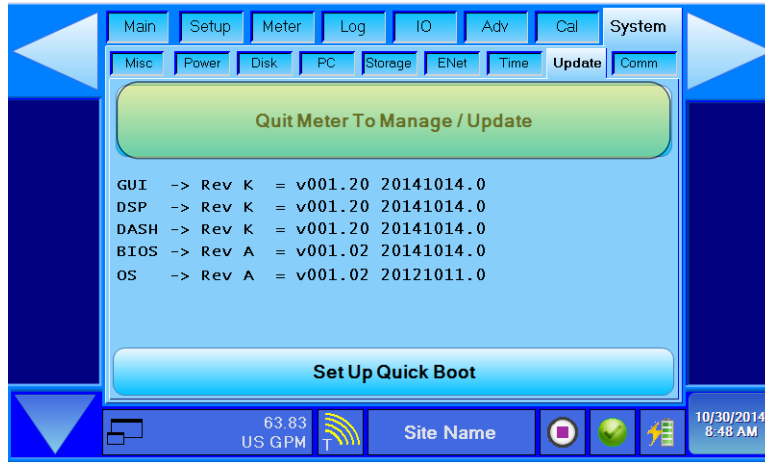 Main Setup Meter Log IO Adv Cal System
Misc Power Disk PC Storage ENet Time Update Comm
Quit Meter To Manage / Update
GUI -> Rev K = v001.20 20141014.0
DSP -> Rev K = v001.20 20141014.0
DASH -> Rev K = v001.20 20141014.0
BIOS -> Rev A = v001.02 20141014.0
OS -> Rev A = v001.02 20121011.0
Set Up Quick Boot
63.83
US GPM
T
Site Name
10/30/2014
8:48 AM